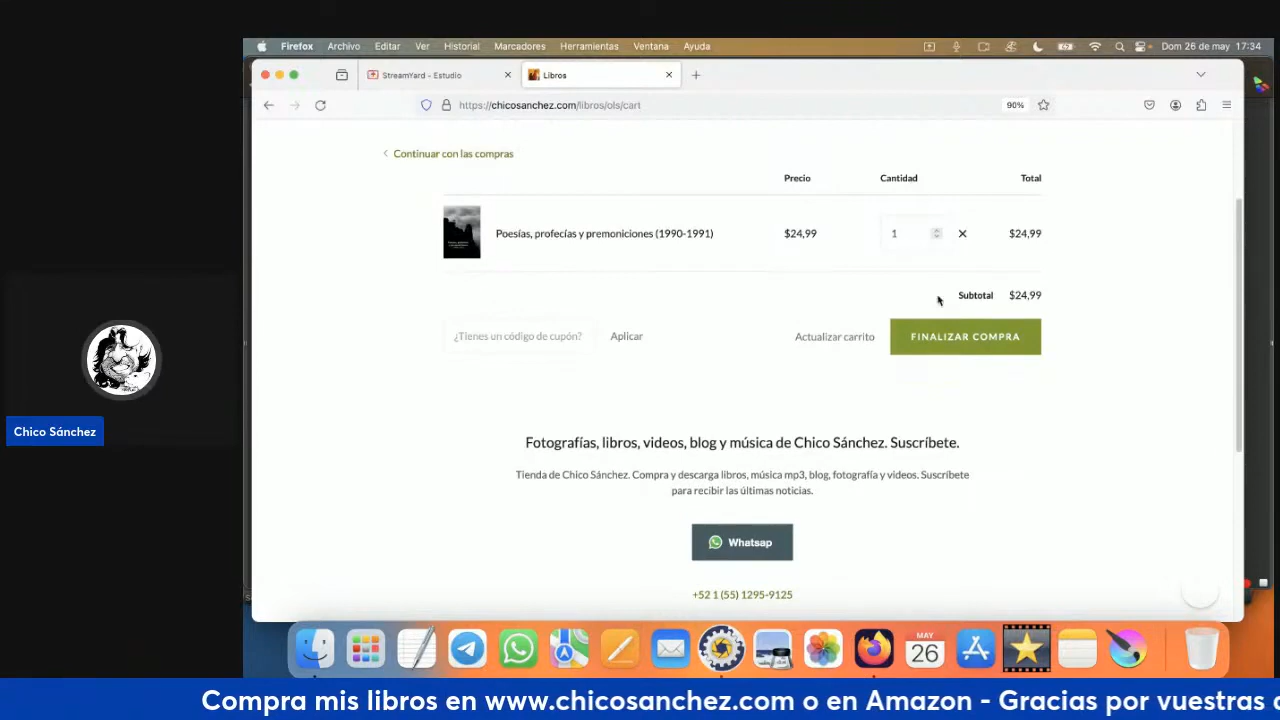 Firefox Archivo Editar Ver Historial Marcadores Herramientas Ventana Ayuda Dom 26 de may 17:34
StreamYard - Estudio Libros
https://chicosanchez.com/libros/ols/cart 90%
Continuar con las compras
Precio Cantidad Total
Poesías, profecías y premoniciones (1990-1991) $24,99 1 $24,99
Subtotal $24,99
¿Tienes un código de cupón? Aplicar Actualizar carrito FINALIZAR COMPRA
Chico Sánchez
Fotografías, libros, videos, blog y música de Chico Sánchez. Suscríbete.
Tienda de Chico Sánchez. Compra y descarga libros, música mp3, blog, fotografía y videos. Suscríbete
para recibir las últimas noticias.
Whatsap
+52 1 (55) 1295-9125
MAY
26
Compra mis libros en www.chicosanchez.com o en Amazon - Gracias por vuestras